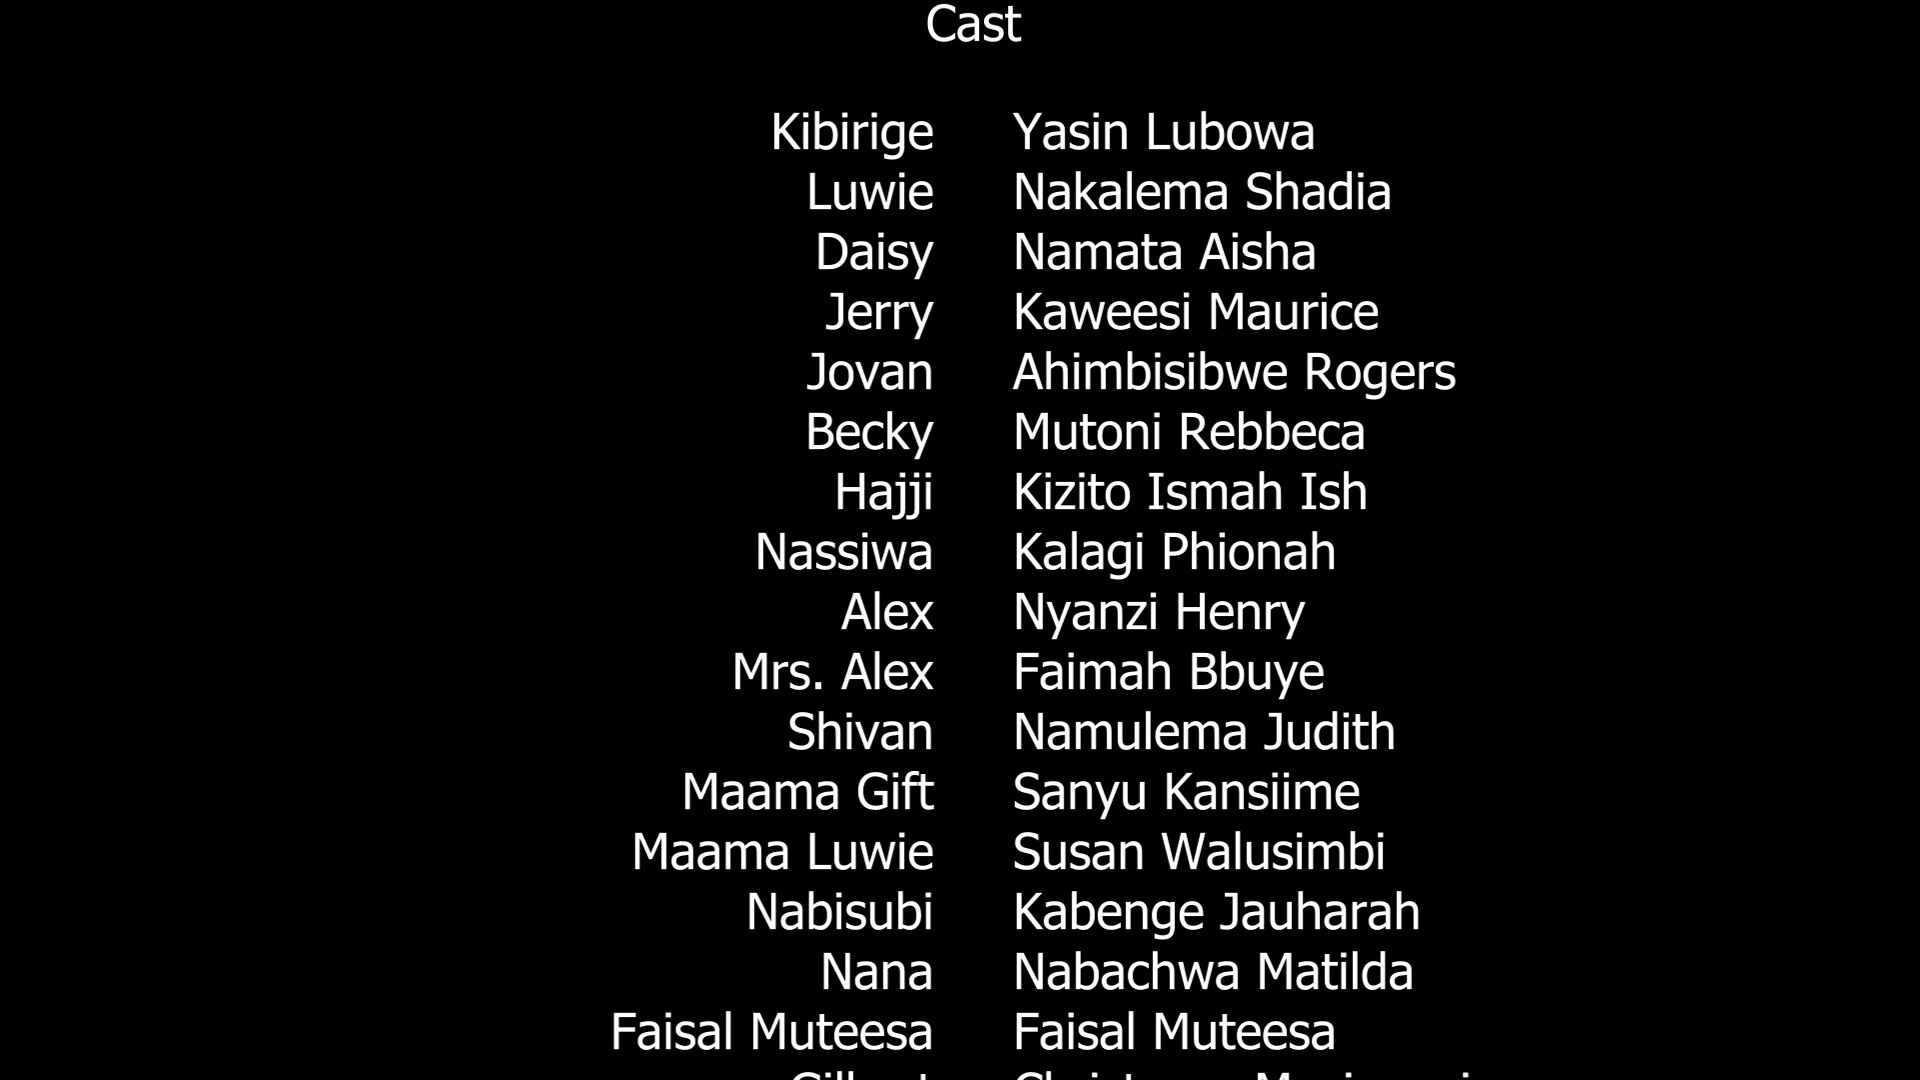 Cast
Kibirige Yasin Lubowa
Luwie Nakalema Shadia
Daisy Namata Aisha
Jerry Kaweesi Maurice
Jovan Ahimbisibwe Rogers
Becky Mutoni Rebbeca
Hajji Kizito Ismah Ish
Nassiwa Kalagi Phionah
Alex Nyanzi Henry
Mrs. Alex Faimah Bbuye
Shivan Namulema Judith
Maama Gift Sanyu Kansiime
Maama Luwie Susan Walusimbi
Nabisubi Kabenge Jauharah
Nana Nabachwa Matilda
Faisal Muteesa Faisal Muteesa